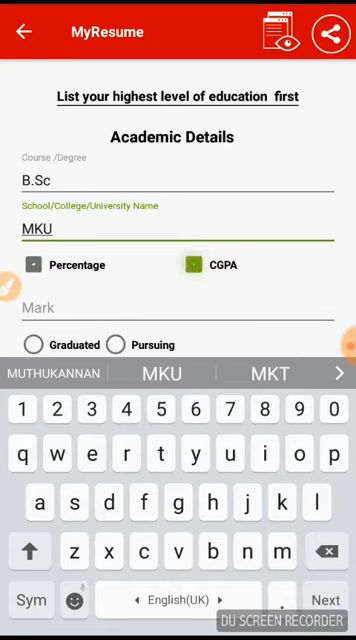 MyResume
List your highest level of education first
Academic Details
Course /Degree
B.Sc
School/College/University Name
MKU
Percentage CGPA
Mark
Graduated Pursuing
MUTHUKANNAN MKU MKT
1 2 3 4 5 6 7 8 9 0
q w e r t y u i o p
a s d f g h j k l
z x c v b n m
Sym English(UK) . Next
DU SCREEN RECORDER